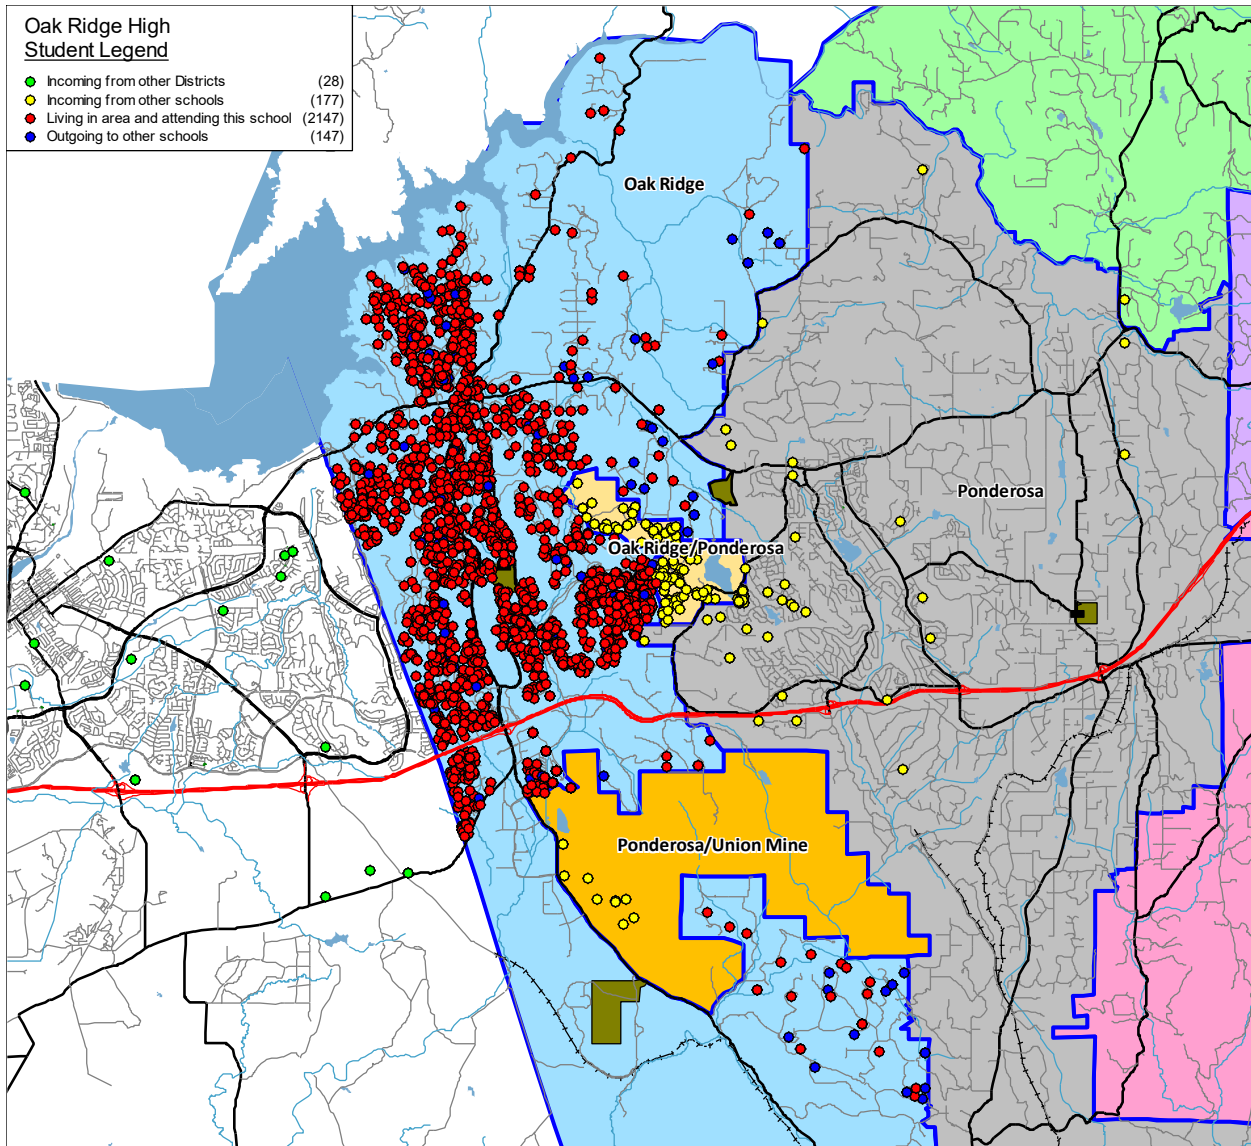 Oak Ridge High
Student Legend
Incoming from other Districts (28)
Incoming from other schools (177)
Living in area and attending this school (2147)
Outgoing to other schools (147)
Oak Ridge
Ponderosa
Oak Ridge/Ponderosa
Ponderosa/Union Mine